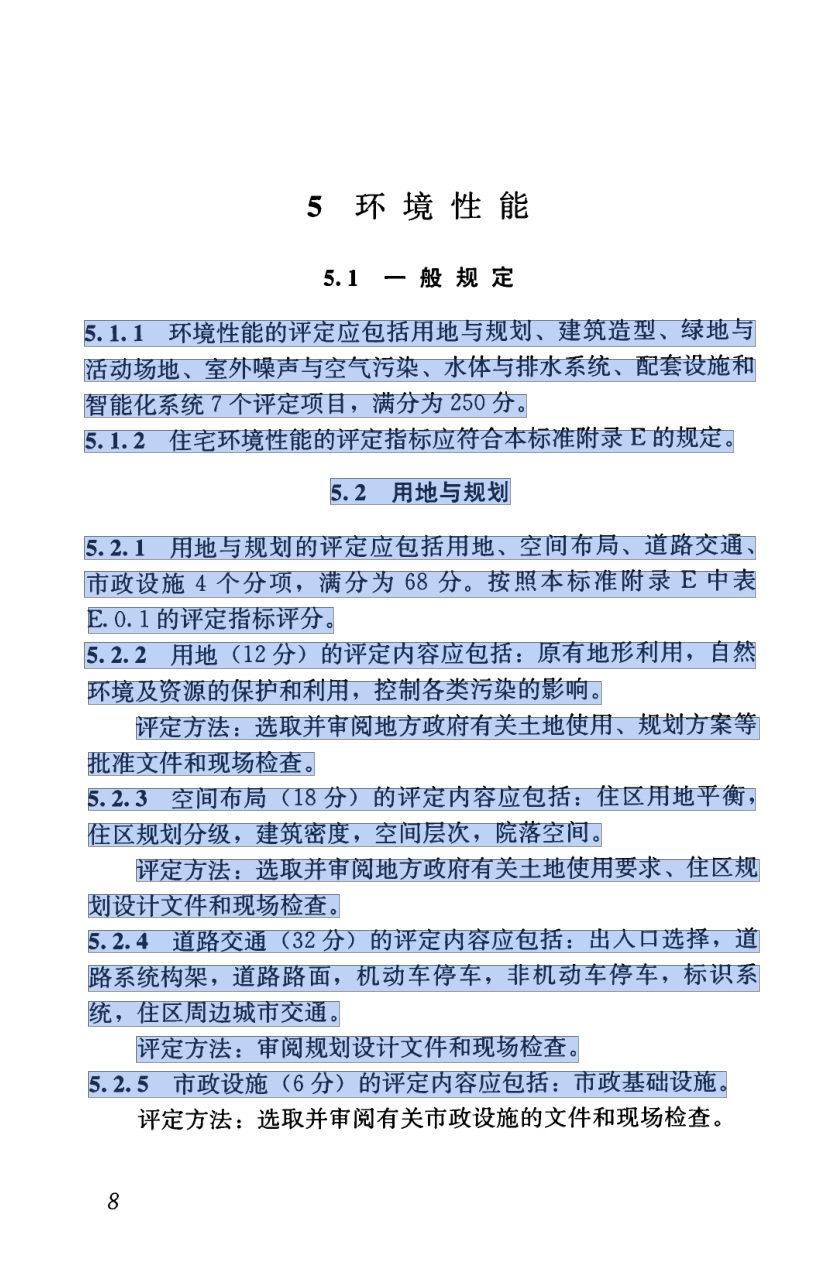 5 环境性能
5.1 一般规定
5.1.1 环境性能的评定应包括用地与规划、建筑造型、绿地与
活动场地、室外噪声与空气污染、水体与排水系统、配套设施和
智能化系统7个评定项目，满分为250分。
5.1.2 住宅环境性能的评定指标应符合本标准附录E的规定。
5.2 用地与规划
5.2.1 用地与规划的评定应包括用地、空间布局、道路交通、
市政设施4个分项，满分为68分。按照本标准附录E中表
E.0.1的评定指标评分。
5.2.2 用地（12分）的评定内容应包括：原有地形利用，自然
环境及资源的保护和利用，控制各类污染的影响。
评定方法：选取并审阅地方政府有关土地使用、规划方案等
批准文件和现场检查。
5.2.3 空间布局（18分）的评定内容应包括：住区用地平衡，
住区规划分级，建筑密度，空间层次，院落空间。
评定方法：选取并审阅地方政府有关土地使用要求、住区规
划设计文件和现场检查。
5.2.4 道路交通（32分）的评定内容应包括：出入口选择，道
路系统构架，道路路面，机动车停车，非机动车停车，标识系
统，住区周边城市交通。
评定方法：审阅规划设计文件和现场检查。
5.2.5 市政设施（6分）的评定内容应包括：市政基础设施。
评定方法：选取并审阅有关市政设施的文件和现场检查。
8